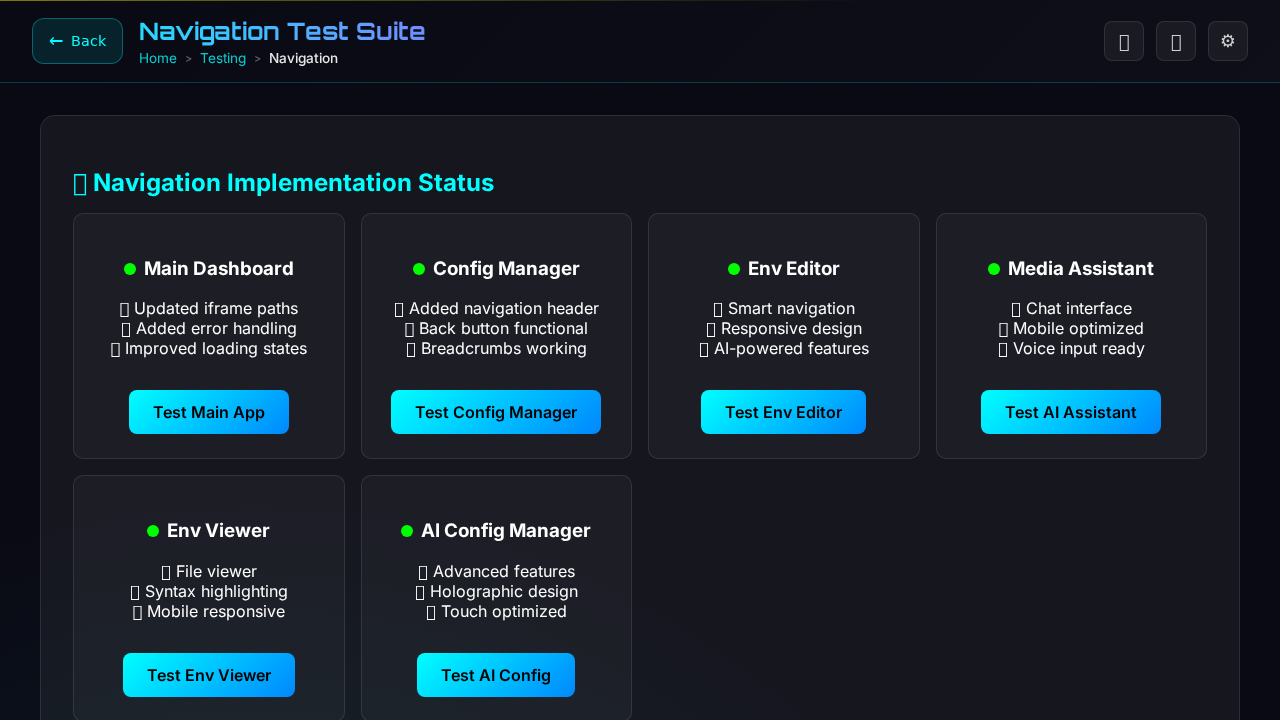 ← Back
Navigation Test Suite
Home > Testing > Navigation
⚙
Navigation Implementation Status
Main Dashboard
Updated iframe paths
Added error handling
Improved loading states
Test Main App
Config Manager
Added navigation header
Back button functional
Breadcrumbs working
Test Config Manager
Env Editor
Smart navigation
Responsive design
AI-powered features
Test Env Editor
Media Assistant
Chat interface
Mobile optimized
Voice input ready
Test AI Assistant
Env Viewer
File viewer
Syntax highlighting
Mobile responsive
Test Env Viewer
AI Config Manager
Advanced features
Holographic design
Touch optimized
Test AI Config